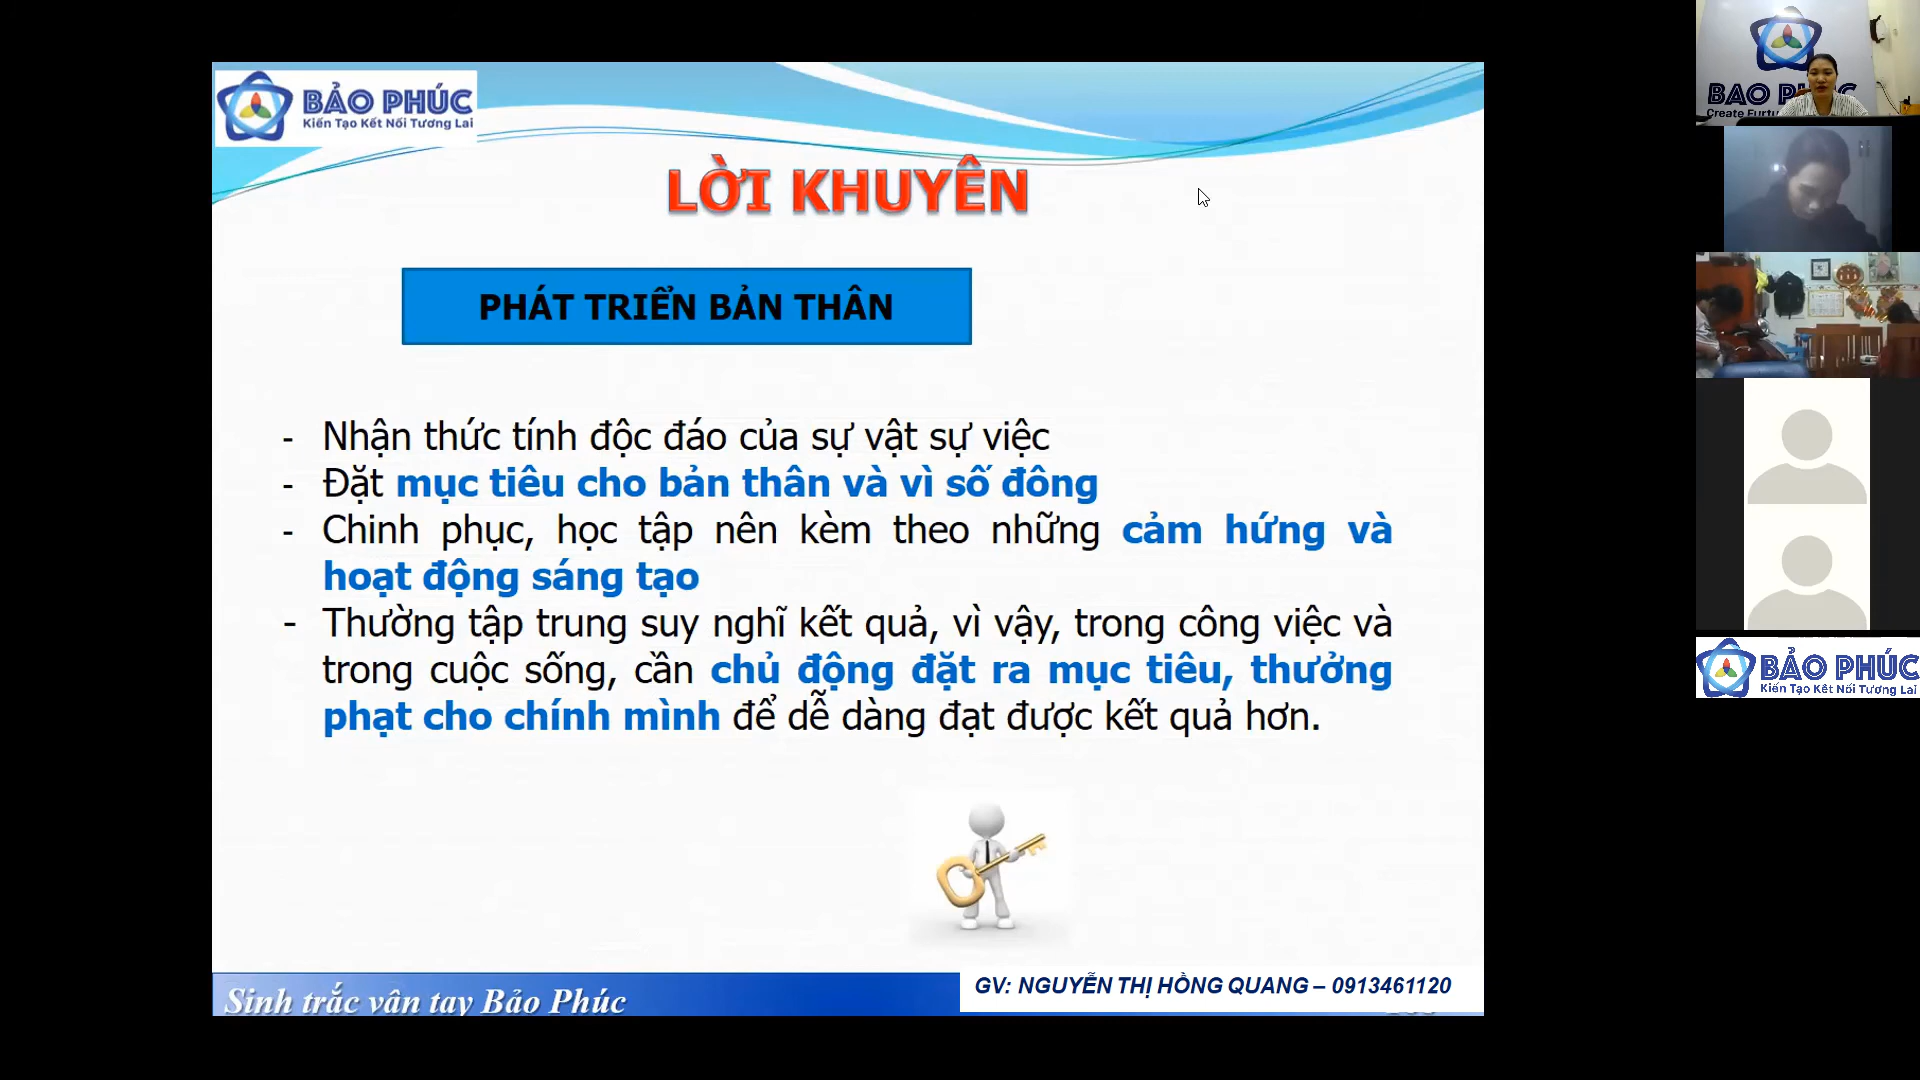 BẢO PHÚC
Kiến Tạo Kết Nối Tương Lai
LỜI KHUYÊN
PHÁT TRIỂN BẢN THÂN
- Nhận thức tính độc đáo của sự vật sự việc
- Đặt mục tiêu cho bản thân và vì số đông
- Chinh phục, học tập nên kèm theo những cảm hứng và
hoạt động sáng tạo
- Thường tập trung suy nghĩ kết quả, vì vậy, trong công việc và
trong cuộc sống, cần chủ động đặt ra mục tiêu, thưởng
phạt cho chính mình để dễ dàng đạt được kết quả hơn.
Sinh trắc vân tay Bảo Phúc
GV: NGUYỄN THỊ HỒNG QUANG – 0913461120
BẢO PHÚC
Kiến Tạo Kết Nối Tương Lai